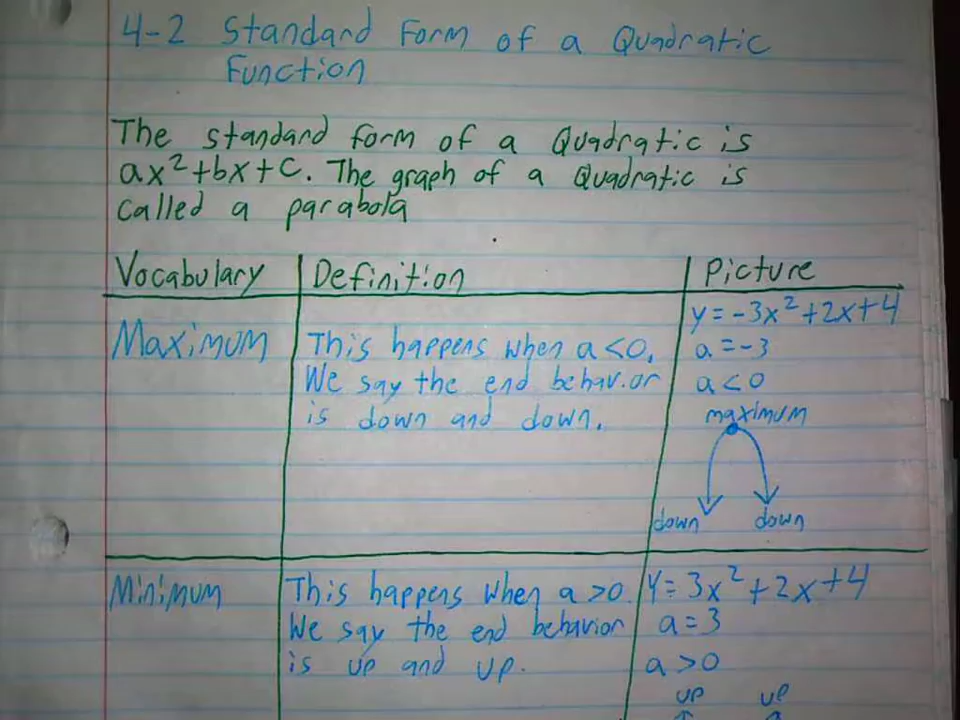 4-2 Standard Form of a Quadratic
Function
The standard form of a Quadratic is
ax²+bx+c. The graph of a Quadratic is
called a parabola
Vocabulary Definition Picture
y = -3x²+2x+4
Maximum This happens when a<0. a = -3
We say the end behavior a < 0
is down and down. maximum
down down
Minimum This happens when a >0. y = 3x²+2x+4
We say the end behavior a = 3
is up and up. a >0
up up